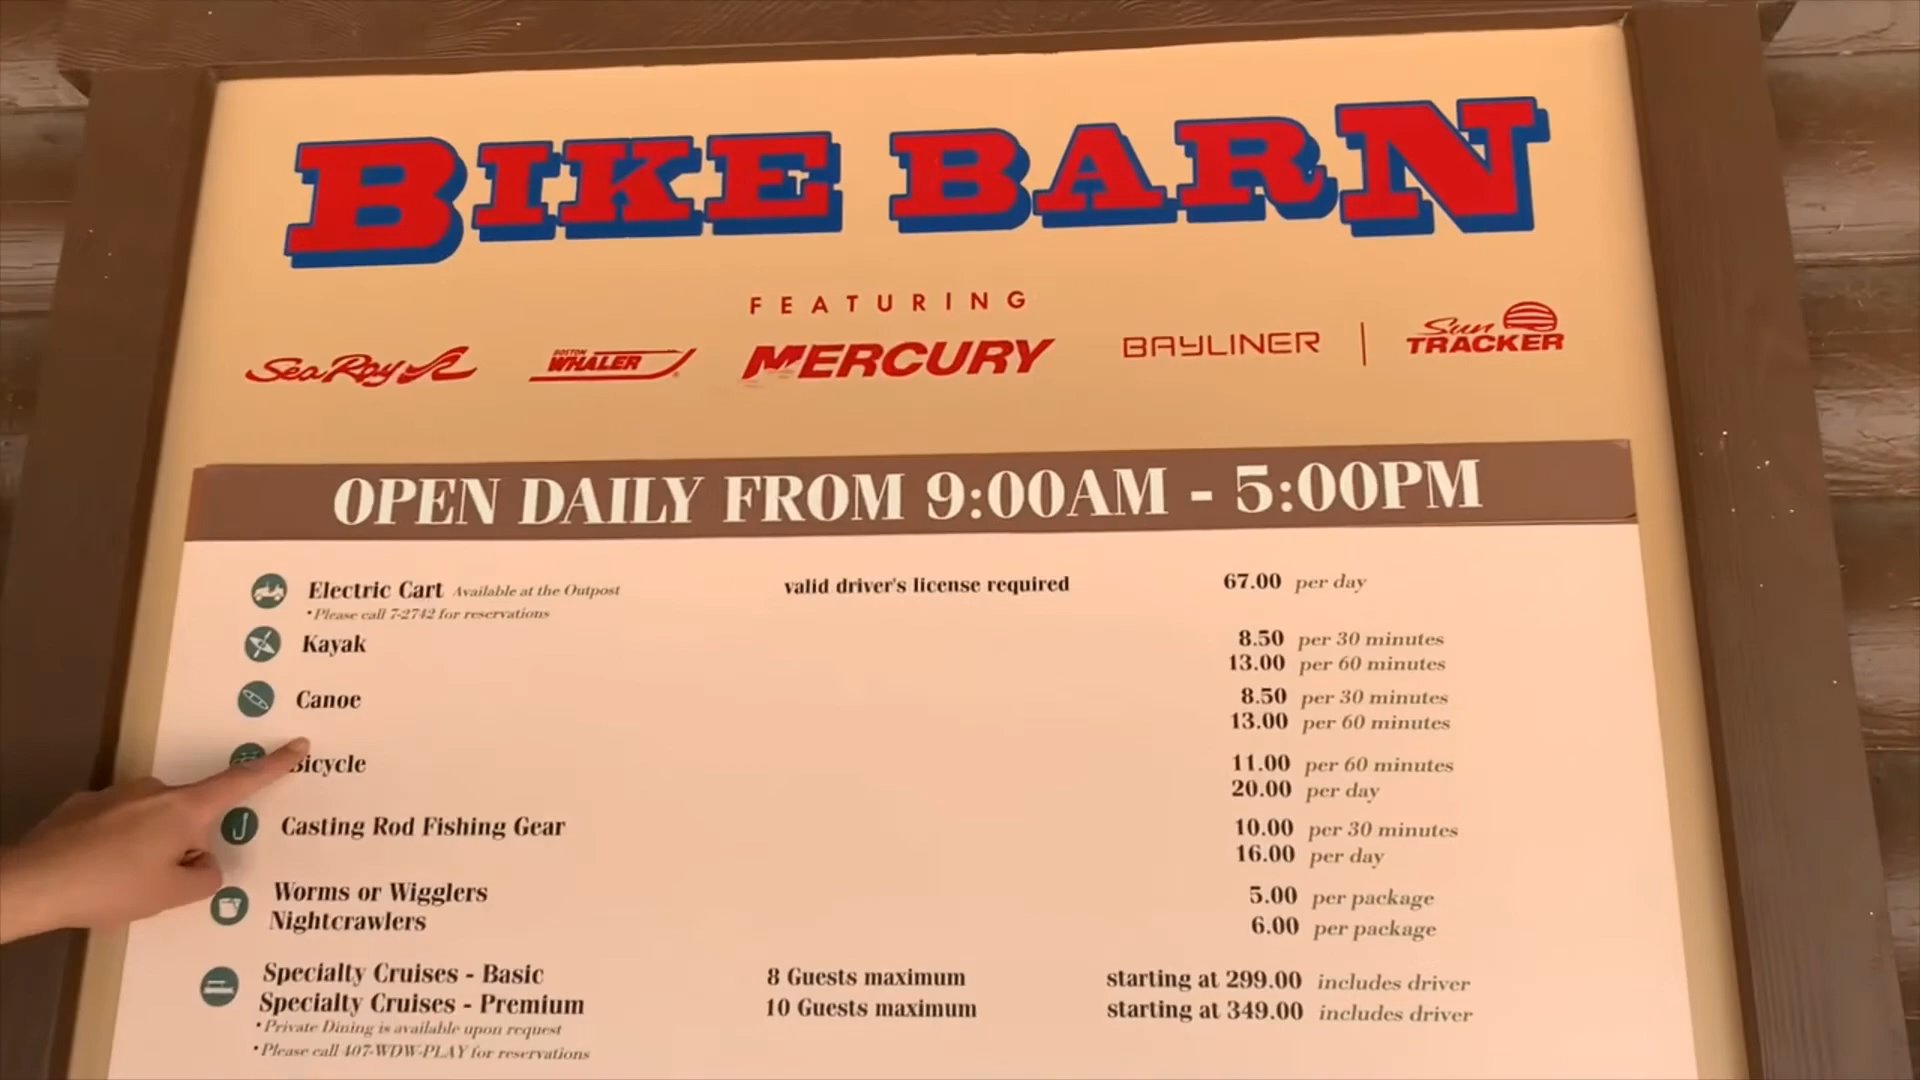 BIKE BARN
FEATURING
Sea Ray
BOSTON WHALER
MERCURY
BAYLINER
Sun TRACKER
OPEN DAILY FROM 9:00AM - 5:00PM
Electric Cart Available at the Outpost valid driver's license required 67.00 per day
*Please call 7-2742 for reservations
Kayak 8.50 per 30 minutes
13.00 per 60 minutes
Canoe 8.50 per 30 minutes
13.00 per 60 minutes
Bicycle 11.00 per 60 minutes
20.00 per day
Casting Rod Fishing Gear 10.00 per 30 minutes
16.00 per day
Worms or Wigglers 5.00 per package
Nightcrawlers 6.00 per package
Specialty Cruises - Basic 8 Guests maximum starting at 299.00 includes driver
Specialty Cruises - Premium 10 Guests maximum starting at 349.00 includes driver
*Private Dining is available upon request
*Please call 407-WDW-PLAY for reservations